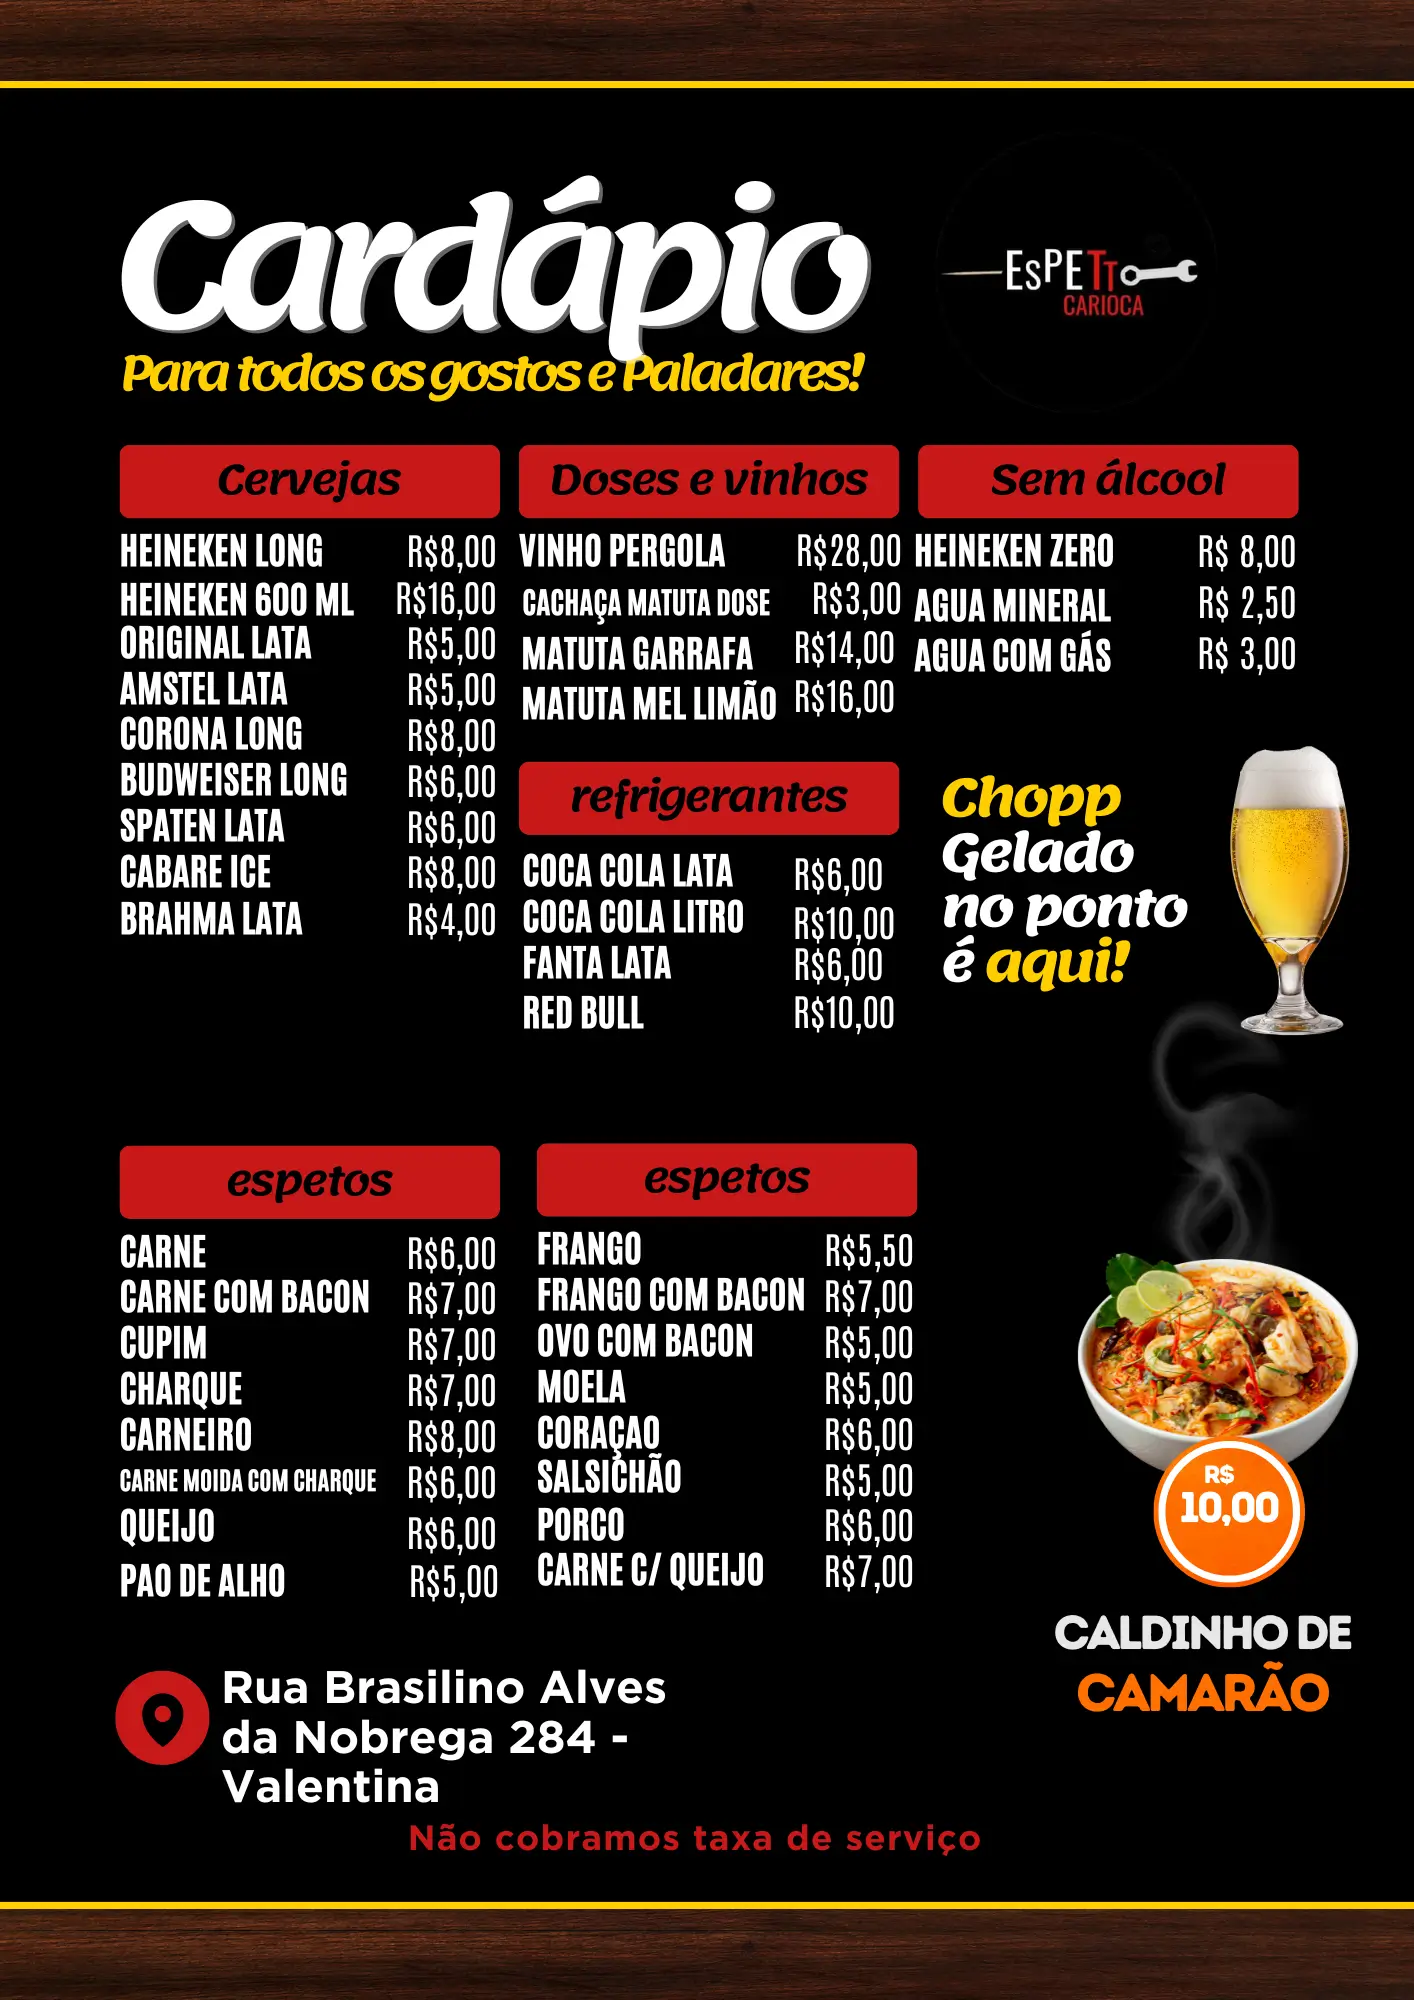 Cardápio
Para todos os gostos e Paladares!
ESPETTO
CARIOCA
Cervejas
HEINEKEN LONG R$8,00
HEINEKEN 600 ML R$16,00
ORIGINAL LATA R$5,00
AMSTEL LATA R$5,00
CORONA LONG R$8,00
BUDWEISER LONG R$6,00
SPATEN LATA R$6,00
CABARE ICE R$8,00
BRAHMA LATA R$4,00
Doses e vinhos
VINHO PERGOLA R$28,00
CACHAÇA MATUTA DOSE R$3,00
MATUTA GARRAFA R$14,00
MATUTA MEL LIMÃO R$16,00
Sem álcool
HEINEKEN ZERO R$ 8,00
AGUA MINERAL R$ 2,50
AGUA COM GÁS R$ 3,00
refrigerantes
COCA COLA LATA R$6,00
COCA COLA LITRO R$10,00
FANTA LATA R$6,00
RED BULL R$10,00
Chopp
Gelado
no ponto
é aqui!
espetos
CARNE R$6,00
CARNE COM BACON R$7,00
CUPIM R$7,00
CHARQUE R$7,00
CARNEIRO R$8,00
CARNE MOIDA COM CHARQUE R$6,00
QUEIJO R$6,00
PAO DE ALHO R$5,00
espetos
FRANGO R$5,50
FRANGO COM BACON R$7,00
OVO COM BACON R$5,00
MOELA R$5,00
CORAÇAO R$6,00
SALSICHÃO R$5,00
PORCO R$6,00
CARNE C/ QUEIJO R$7,00
R$
10,00
CALDINHO DE
CAMARÃO
Rua Brasilino Alves
da Nobrega 284 -
Valentina
Não cobramos taxa de serviço